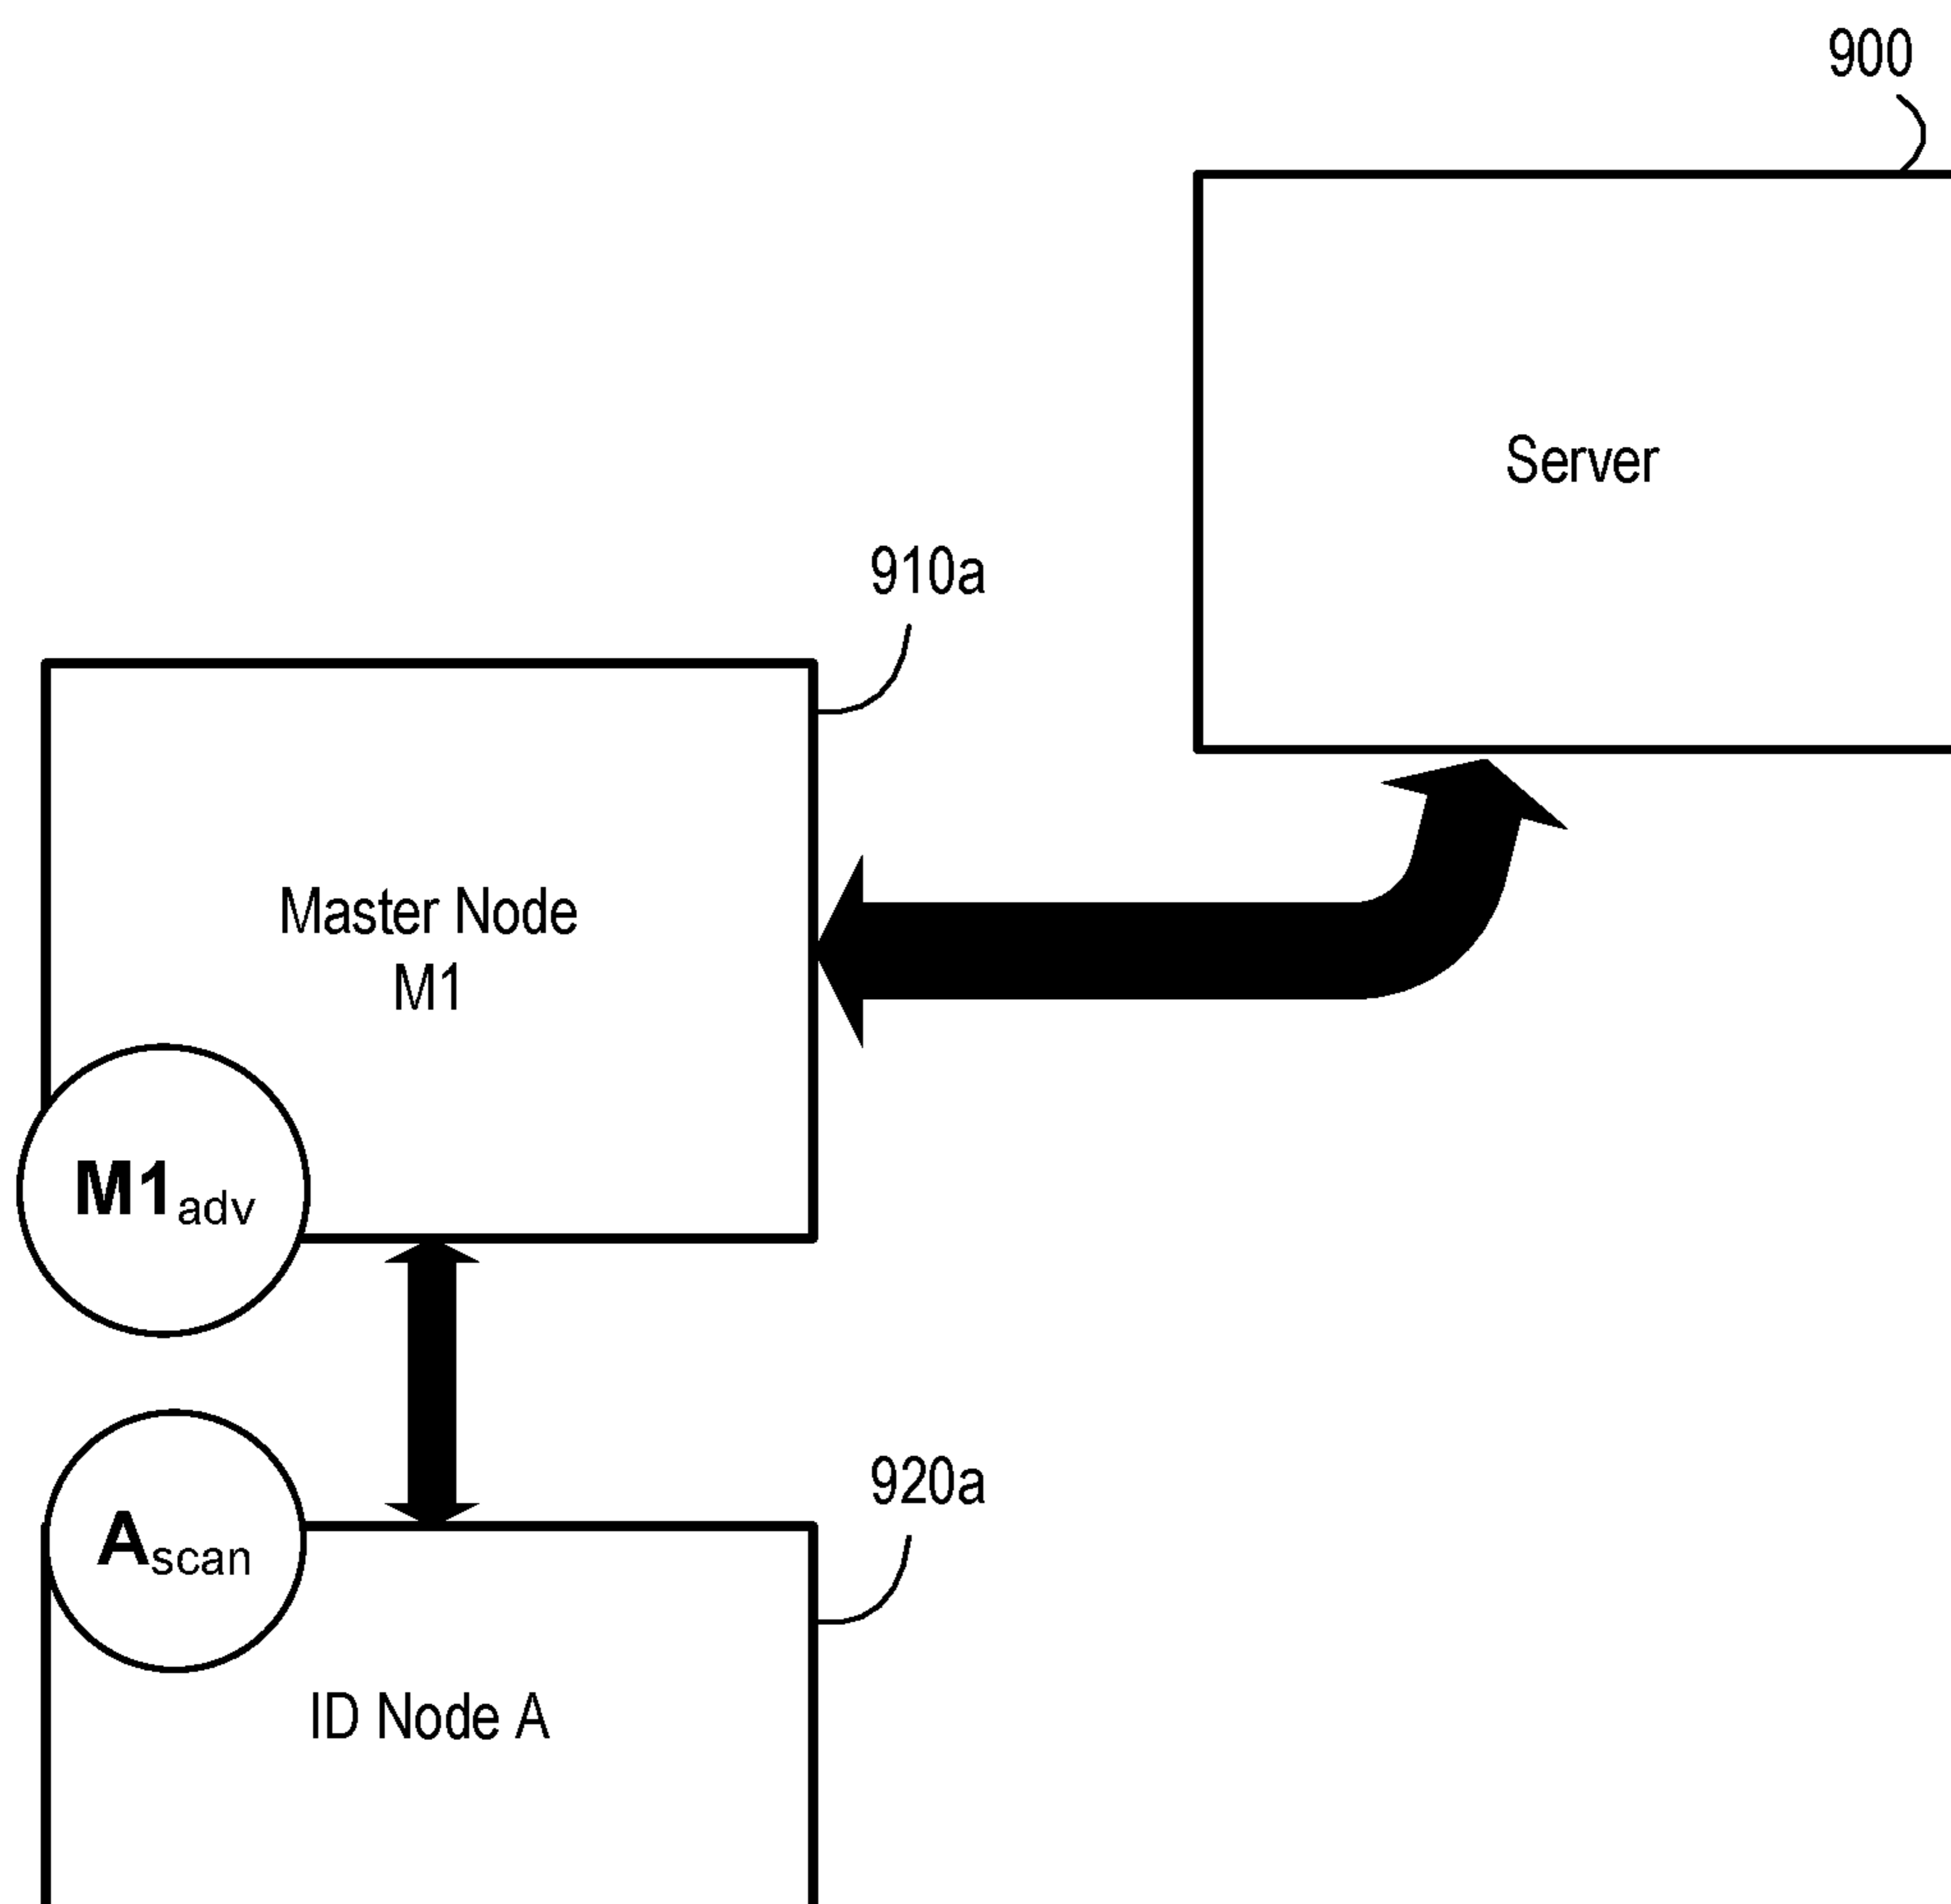 900
Server
910a
Master Node
M1
M1adv
Ascan
920a
ID Node A